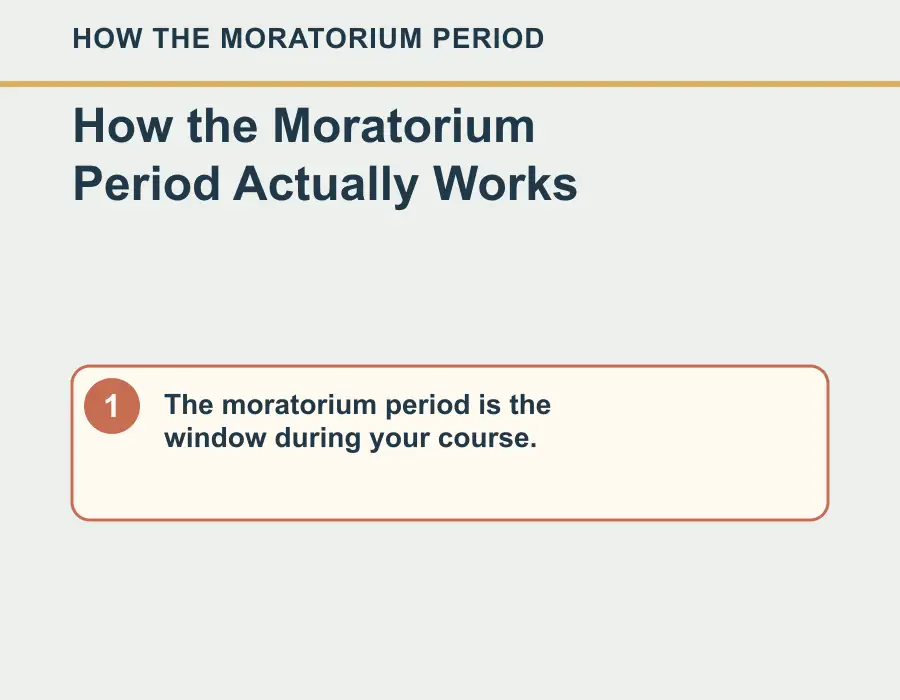 HOW THE MORATORIUM PERIOD
How the Moratorium
Period Actually Works
1
The moratorium period is the
window during your course.